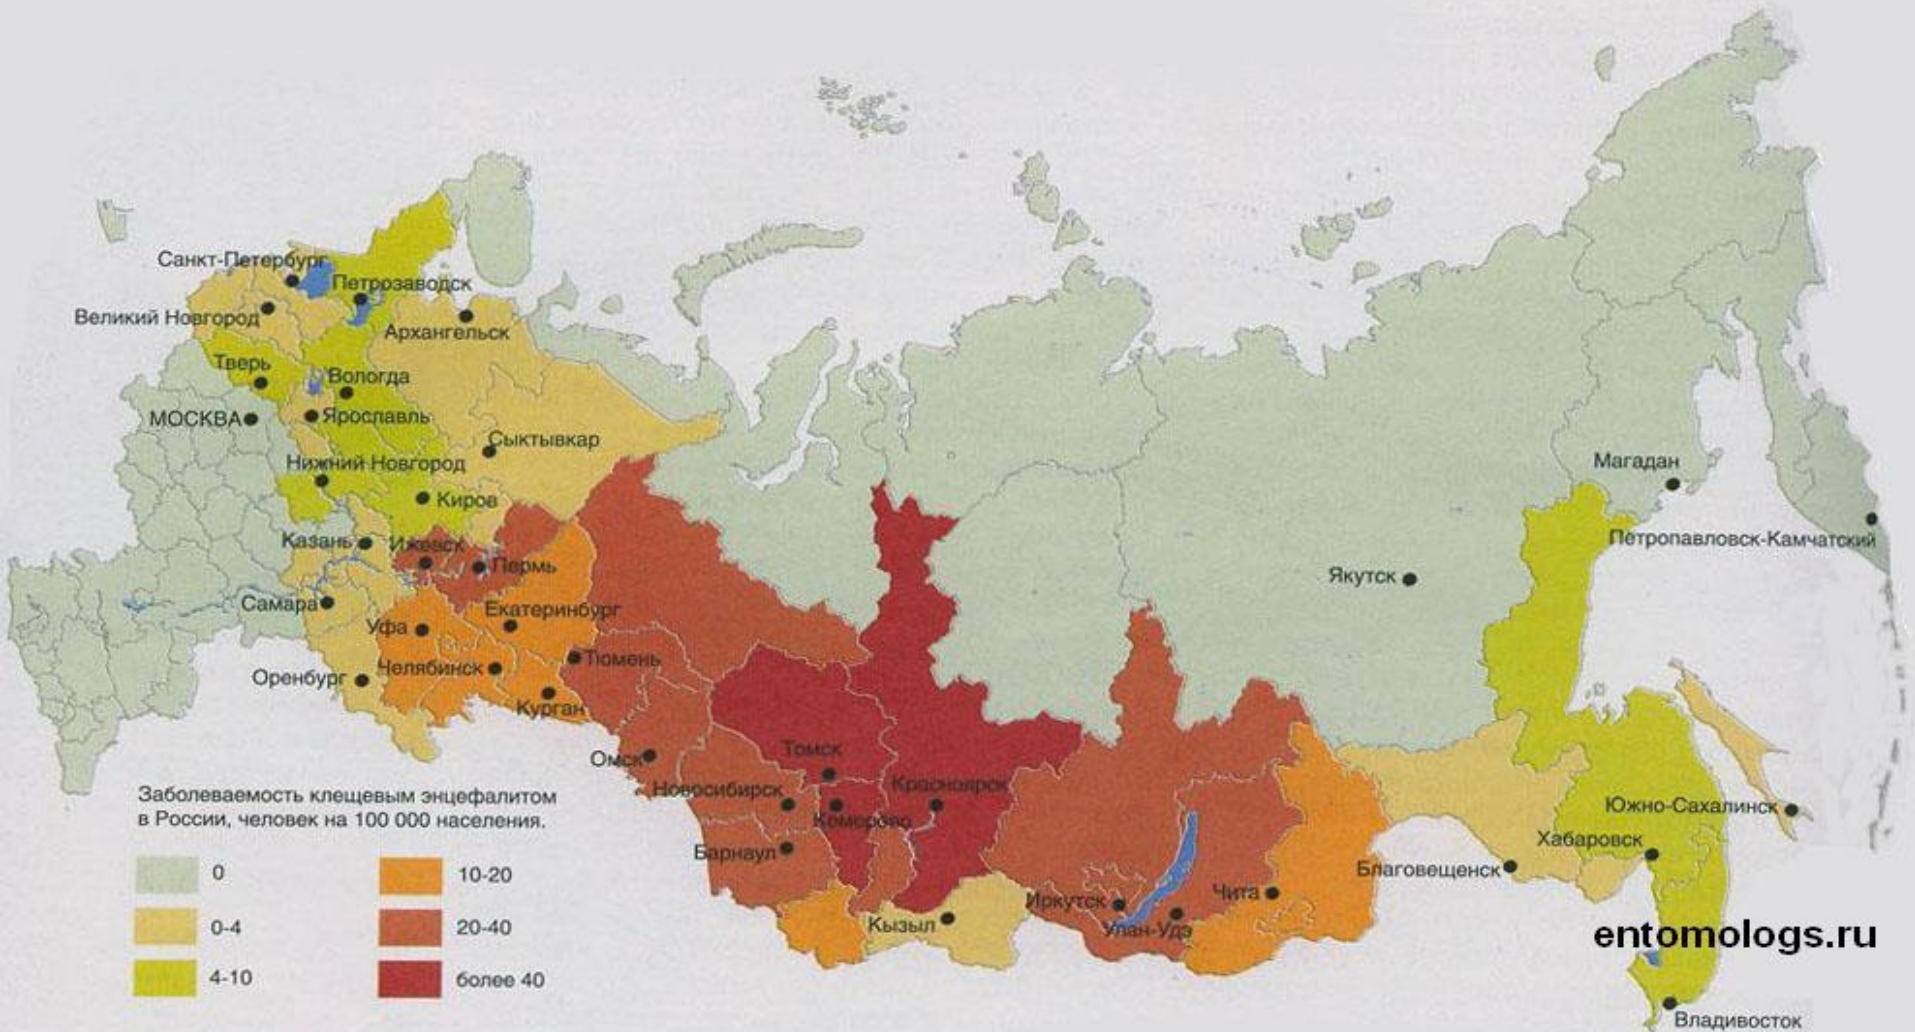 Санкт-Петербург
Петрозаводск
Великий Новгород
Архангельск
Тверь
Вологда
МОСКВА
Ярославль
Сыктывкар
Нижний Новгород
Киров
Магадан
Казань
Ижевск
Петропавловск-Камчатский
Пермь
Якутск
Самара
Екатеринбург
Уфа
Челябинск
Тюмень
Оренбург
Курган
Омск
Томск
Новосибирск
Красноярск
Кемерово
Южно-Сахалинск
Хабаровск
Барнаул
Благовещенск
Иркутск
Чита
Кызыл
Улан-Удэ
Владивосток
Заболеваемость клещевым энцефалитом
в России, человек на 100 000 населения.
0
0-4
4-10
10-20
20-40
более 40
entomologs.ru